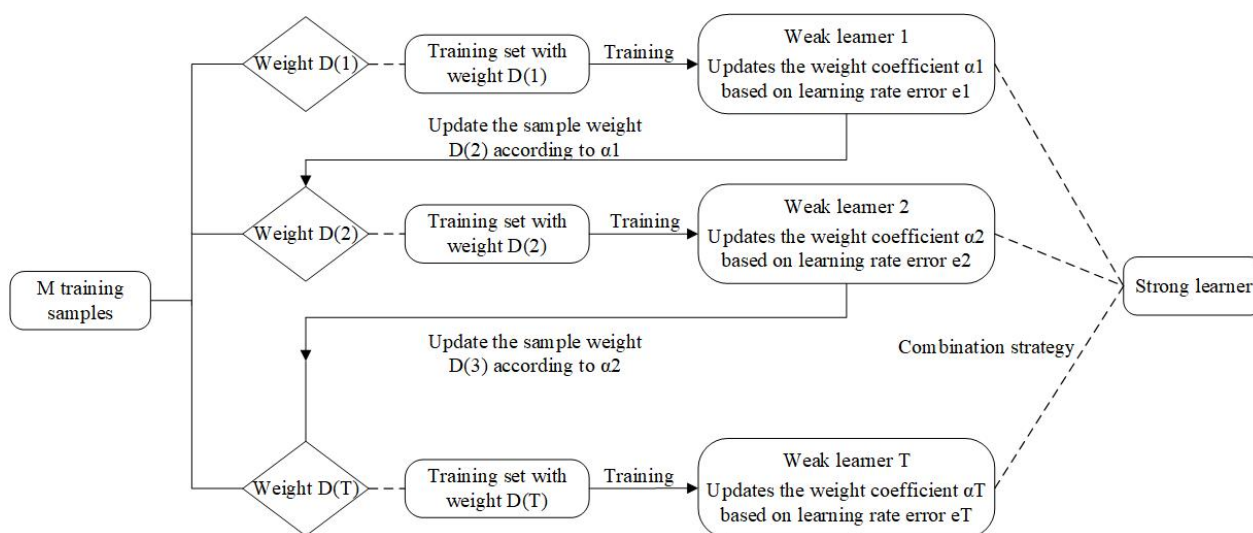 Weight D(1)
Training set with
weight D(1)
Training
Weak learner 1
Updates the weight coefficient α1
based on learning rate error e1
Update the sample weight
D(2) according to α1
Weight D(2)
Training set with
weight D(2)
Training
Weak learner 2
Updates the weight coefficient α2
based on learning rate error e2
M training
samples
Strong learner
Update the sample weight
D(3) according to α2
Combination strategy
Weight D(T)
Training set with
weight D(T)
Training
Weak learner T
Updates the weight coefficient αT
based on learning rate error eT